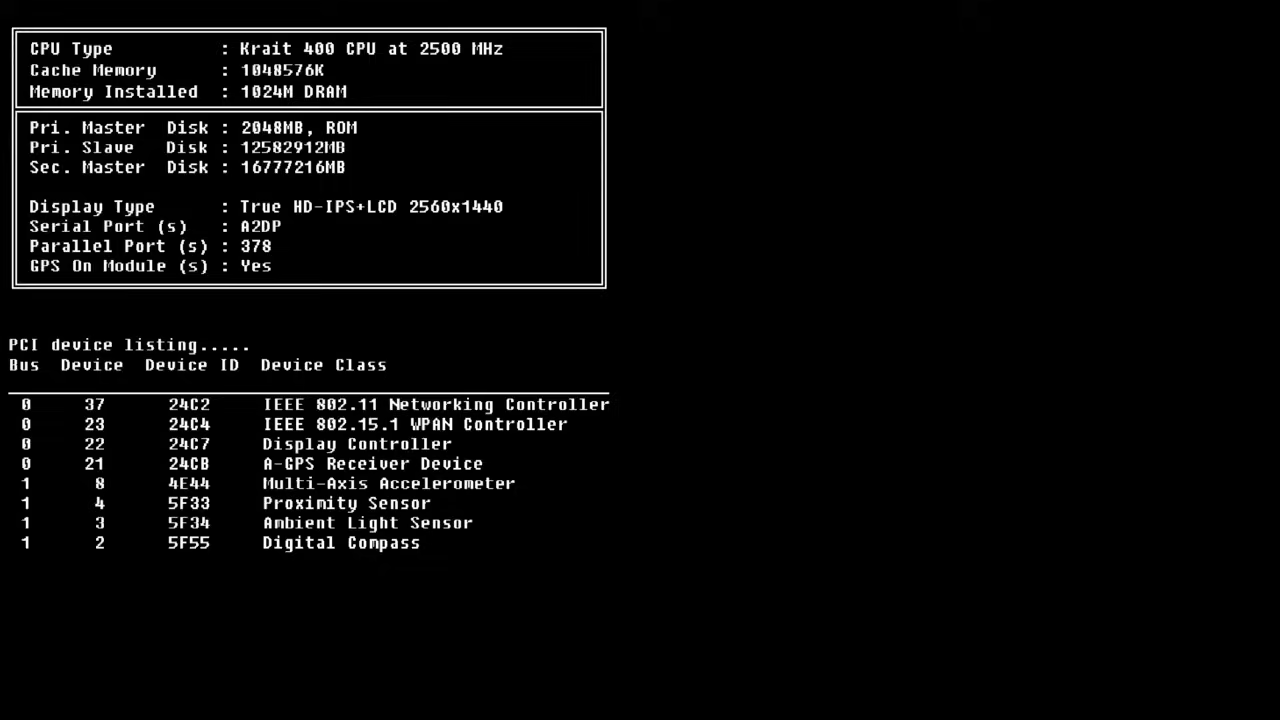 CPU Type : Krait 400 CPU at 2500 MHz
Cache Memory : 1048576K
Memory Installed : 1024M DRAM
Pri. Master Disk : 2048MB, ROM
Pri. Slave Disk : 12582912MB
Sec. Master Disk : 16777216MB
Display Type : True HD-IPS+LCD 2560x1440
Serial Port (s) : A2DP
Parallel Port (s) : 378
GPS On Module (s) : Yes
PCI device listing.....
Bus Device Device ID Device Class
0 37 24C2 IEEE 802.11 Networking Controller
0 23 24C4 IEEE 802.15.1 WPAN Controller
0 22 24C7 Display Controller
0 21 24CB A-GPS Receiver Device
1 8 4E44 Multi-Axis Accelerometer
1 4 5F33 Proximity Sensor
1 3 5F34 Ambient Light Sensor
1 2 5F55 Digital Compass